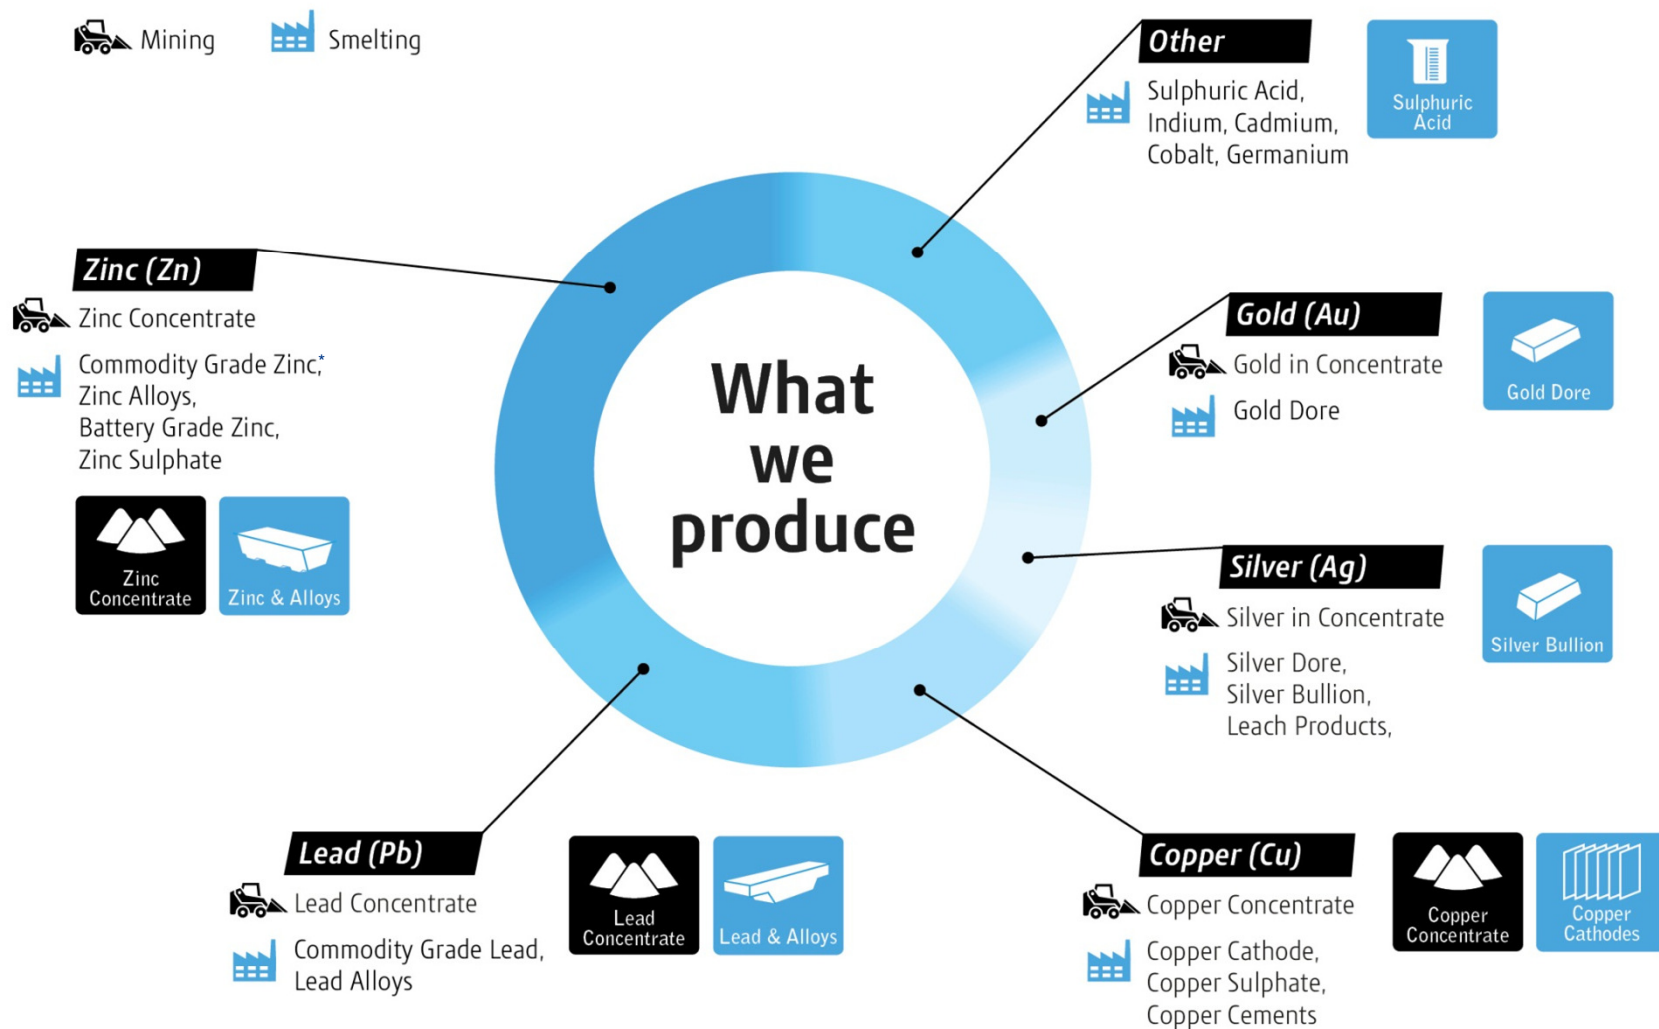 Mining
Smelting
What
we
produce
Other
Sulphuric Acid,
Indium, Cadmium,
Cobalt, Germanium
Sulphuric
Acid
Gold (Au)
Gold in Concentrate
Gold Dore
Gold Dore
Silver (Ag)
Silver in Concentrate
Silver Dore,
Silver Bullion,
Leach Products,
Silver Bullion
Copper (Cu)
Copper Concentrate
Copper Cathode,
Copper Sulphate,
Copper Cements
Copper
Concentrate
Copper
Cathodes
Lead (Pb)
Lead Concentrate
Commodity Grade Lead,
Lead Alloys
Lead
Concentrate
Lead & Alloys
Zinc (Zn)
Zinc Concentrate
Commodity Grade Zinc,*
Zinc Alloys,
Battery Grade Zinc,
Zinc Sulphate
Zinc
Concentrate
Zinc & Alloys